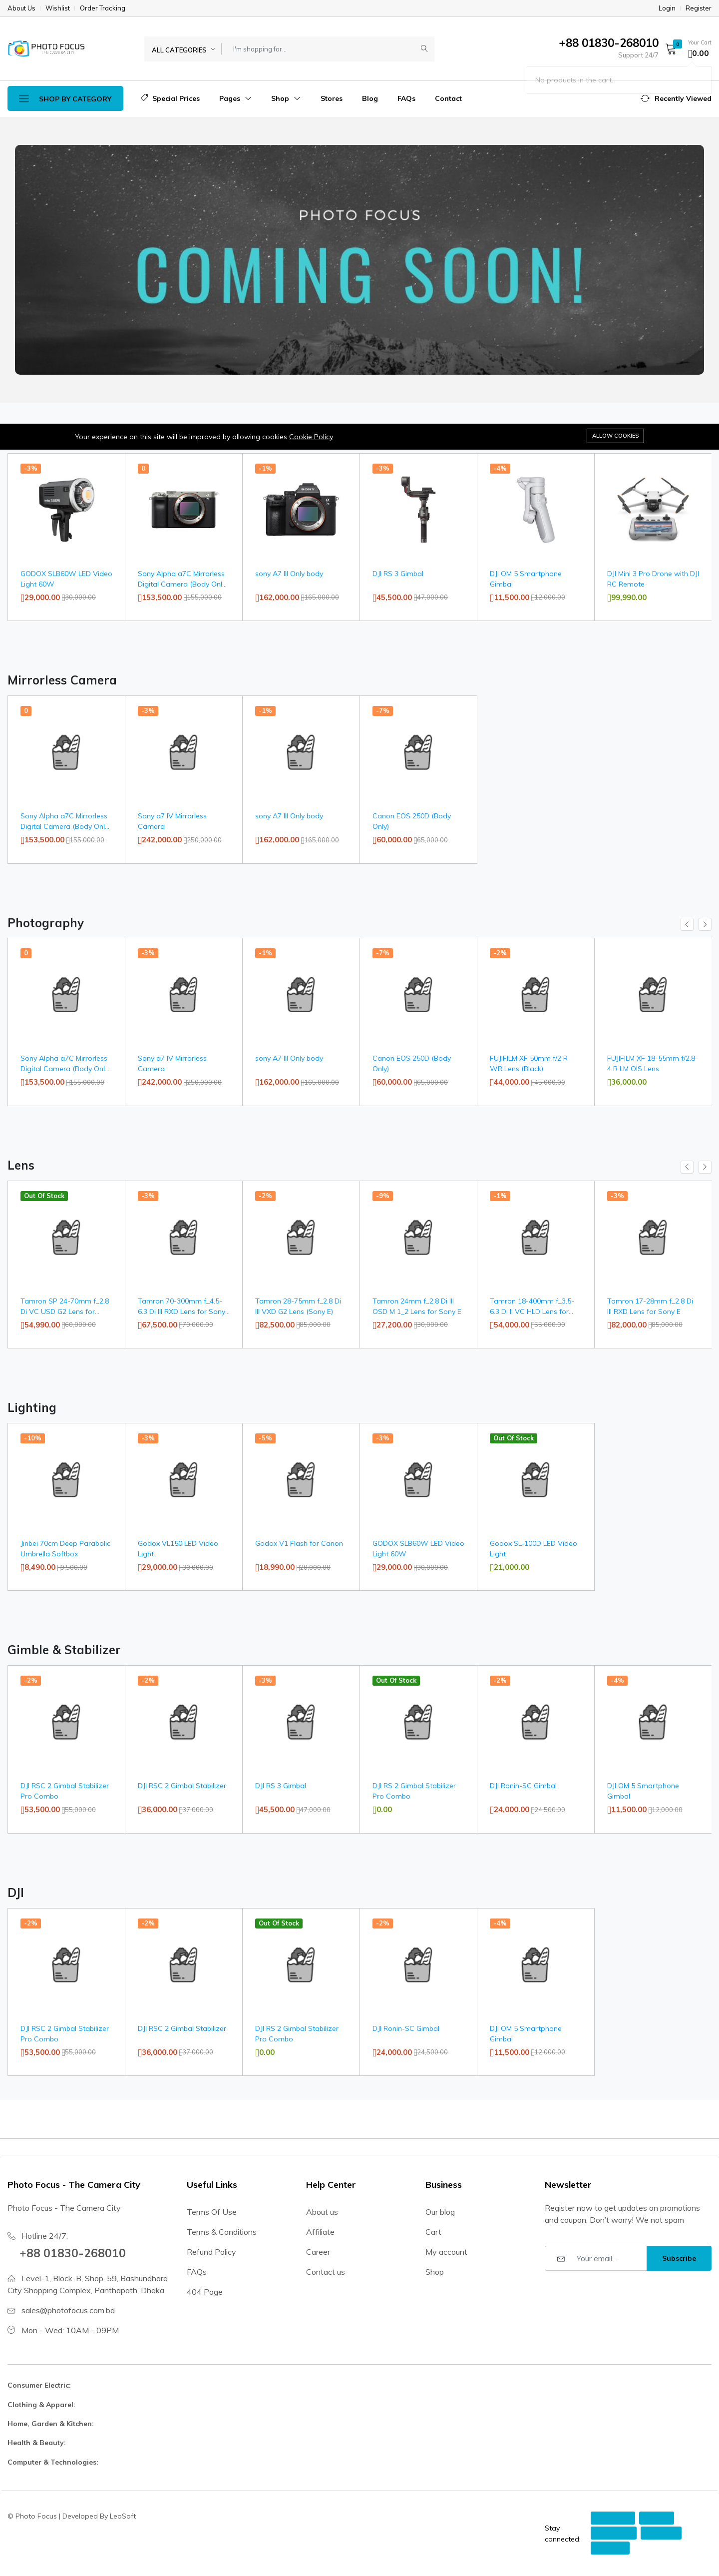 About Us Wishlist Order Tracking Login Register
PHOTO FOCUS
ALL CATEGORIES I'm shopping for...
+88 01830-268010
Support 24/7
0
Your Cart
0.00
No products in the cart.
SHOP BY CATEGORY Special Prices Pages Shop Stores Blog FAQs Contact Recently Viewed
PHOTO FOCUS
COMING SOON!
Your experience on this site will be improved by allowing cookies Cookie Policy ALLOW COOKIES
-3% 0 -1% -3% -4%
GODOX SLB60W LED Video Light 60W
29,000.00 30,000.00
Sony Alpha a7C Mirrorless Digital Camera (Body Onl...
153,500.00 155,000.00
sony A7 III Only body
162,000.00 165,000.00
DJI RS 3 Gimbal
45,500.00 47,000.00
DJI OM 5 Smartphone Gimbal
11,500.00 12,000.00
DJI Mini 3 Pro Drone with DJI RC Remote
99,990.00
Mirrorless Camera
0 -3% -1% -7%
Sony Alpha a7C Mirrorless Digital Camera (Body Onl...
153,500.00 155,000.00
Sony a7 IV Mirrorless Camera
242,000.00 250,000.00
sony A7 III Only body
162,000.00 165,000.00
Canon EOS 250D (Body Only)
60,000.00 65,000.00
Photography
0 -3% -1% -7% -2%
Sony Alpha a7C Mirrorless Digital Camera (Body Onl...
153,500.00 155,000.00
Sony a7 IV Mirrorless Camera
242,000.00 250,000.00
sony A7 III Only body
162,000.00 165,000.00
Canon EOS 250D (Body Only)
60,000.00 65,000.00
FUJIFILM XF 50mm f/2 R WR Lens (Black)
44,000.00 45,000.00
FUJIFILM XF 18-55mm f/2.8-4 R LM OIS Lens
36,000.00
Lens
Out Of Stock -3% -2% -9% -1% -3%
Tamron SP 24-70mm f_2.8 Di VC USD G2 Lens for...
54,990.00 60,000.00
Tamron 70-300mm f_4.5-6.3 Di III RXD Lens for Sony...
67,500.00 70,000.00
Tamron 28-75mm f_2.8 Di III VXD G2 Lens (Sony E)
82,500.00 85,000.00
Tamron 24mm f_2.8 Di III OSD M 1_2 Lens for Sony E
27,200.00 30,000.00
Tamron 18-400mm f_3.5-6.3 Di II VC HLD Lens for...
54,000.00 55,000.00
Tamron 17-28mm f_2.8 Di III RXD Lens for Sony E
82,000.00 85,000.00
Lighting
-10% -3% -5% -3% Out Of Stock
Jinbei 70cm Deep Parabolic Umbrella Softbox
8,490.00 9,500.00
Godox VL150 LED Video Light
29,000.00 30,000.00
Godox V1 Flash for Canon
18,990.00 20,000.00
GODOX SLB60W LED Video Light 60W
29,000.00 30,000.00
Godox SL-100D LED Video Light
21,000.00
Gimble & Stabilizer
-2% -2% -3% Out Of Stock -2% -4%
DJI RSC 2 Gimbal Stabilizer Pro Combo
53,500.00 55,000.00
DJI RSC 2 Gimbal Stabilizer
36,000.00 37,000.00
DJI RS 3 Gimbal
45,500.00 47,000.00
DJI RS 2 Gimbal Stabilizer Pro Combo
0.00
DJI Ronin-SC Gimbal
24,000.00 24,500.00
DJI OM 5 Smartphone Gimbal
11,500.00 12,000.00
DJI
-2% -2% Out Of Stock -2% -4%
DJI RSC 2 Gimbal Stabilizer Pro Combo
53,500.00 55,000.00
DJI RSC 2 Gimbal Stabilizer
36,000.00 37,000.00
DJI RS 2 Gimbal Stabilizer Pro Combo
0.00
DJI Ronin-SC Gimbal
24,000.00 24,500.00
DJI OM 5 Smartphone Gimbal
11,500.00 12,000.00
Photo Focus - The Camera City
Photo Focus - The Camera City
Hotline 24/7:
+88 01830-268010
Level-1, Block-B, Shop-59, Bashundhara
City Shopping Complex, Panthapath, Dhaka
sales@photofocus.com.bd
Mon - Wed: 10AM - 09PM
Useful Links
Terms Of Use
Terms & Conditions
Refund Policy
FAQs
404 Page
Help Center
About us
Affiliate
Career
Contact us
Business
Our blog
Cart
My account
Shop
Newsletter
Register now to get updates on promotions
and coupon. Don't worry! We not spam
Your email... Subscribe
Consumer Electric:
Clothing & Apparel:
Home, Garden & Kitchen:
Health & Beauty:
Computer & Technologies:
© Photo Focus | Developed By LeoSoft
Stay
connected: